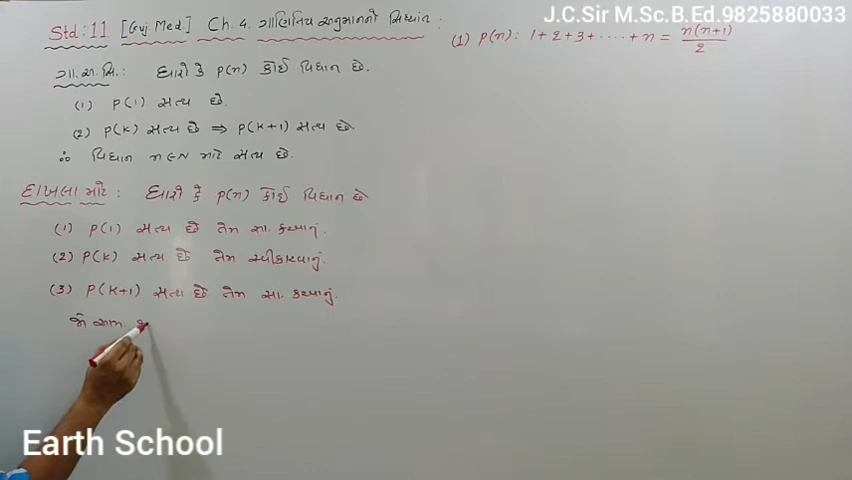 J.C.Sir M.Sc.B.Ed.9825880033
Std:11 [Guj.Med] Ch.4. ગાણિતિક અનુમાનનો સિધ્ધાંત :
ગા.અ.સિ.: ધારો કે P(n) કોઈ વિધાન છે.
(1) P(1) સત્ય છે.
(2) P(K) સત્ય છે ⇒ P(K+1) સત્ય છે.
∴ વિધાન n∈N માટે સત્ય છે.
દાખલા માટે : ધારો કે P(n) કોઈ વિધાન છે
(1) P(1) સત્ય છે તેમ સા. કરવાનું.
(2) P(K) સત્ય છે તેમ સ્વીકારવાનું.
(3) P(K+1) સત્ય છે તેમ સા. કરવાનું.
જો આમ
(1) P(n): 1+2+3+.....+n = n(n+1)/2
Earth School